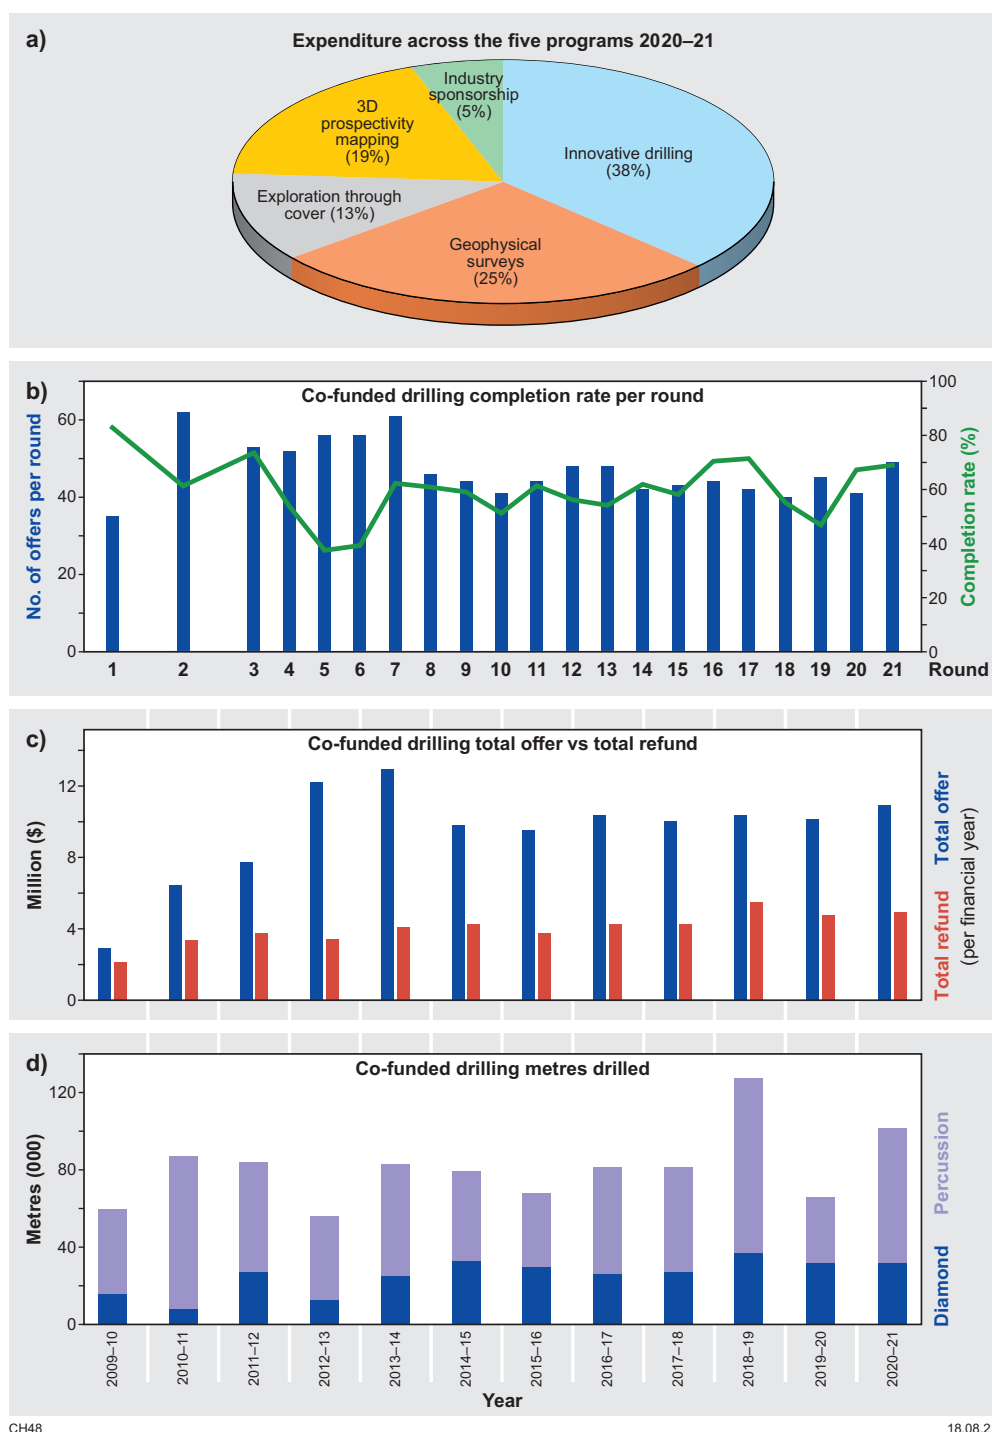 a)
Expenditure across the five programs 2020–21
Industry
sponsorship
(5%)
3D
prospectivity
mapping
(19%)
Innovative drilling
(38%)
Exploration through
cover (13%)
Geophysical
surveys
(25%)
b)
Co-funded drilling completion rate per round
No. of offers per round
60
40
20
0
100
80
60
40
20
0
Completion rate (%)
1 2 3 4 5 6 7 8 9 10 11 12 13 14 15 16 17 18 19 20 21 Round
c)
Co-funded drilling total offer vs total refund
Million ($)
12
8
4
0
Total refund Total offer
(per financial year)
d)
Co-funded drilling metres drilled
Metres (000)
120
80
40
0
Diamond Percussion
2009–10
2010–11
2011–12
2012–13
2013–14
2014–15
2015–16
2016–17
2017–18
2018–19
2019–20
2020–21
Year
CH48
18.08.2